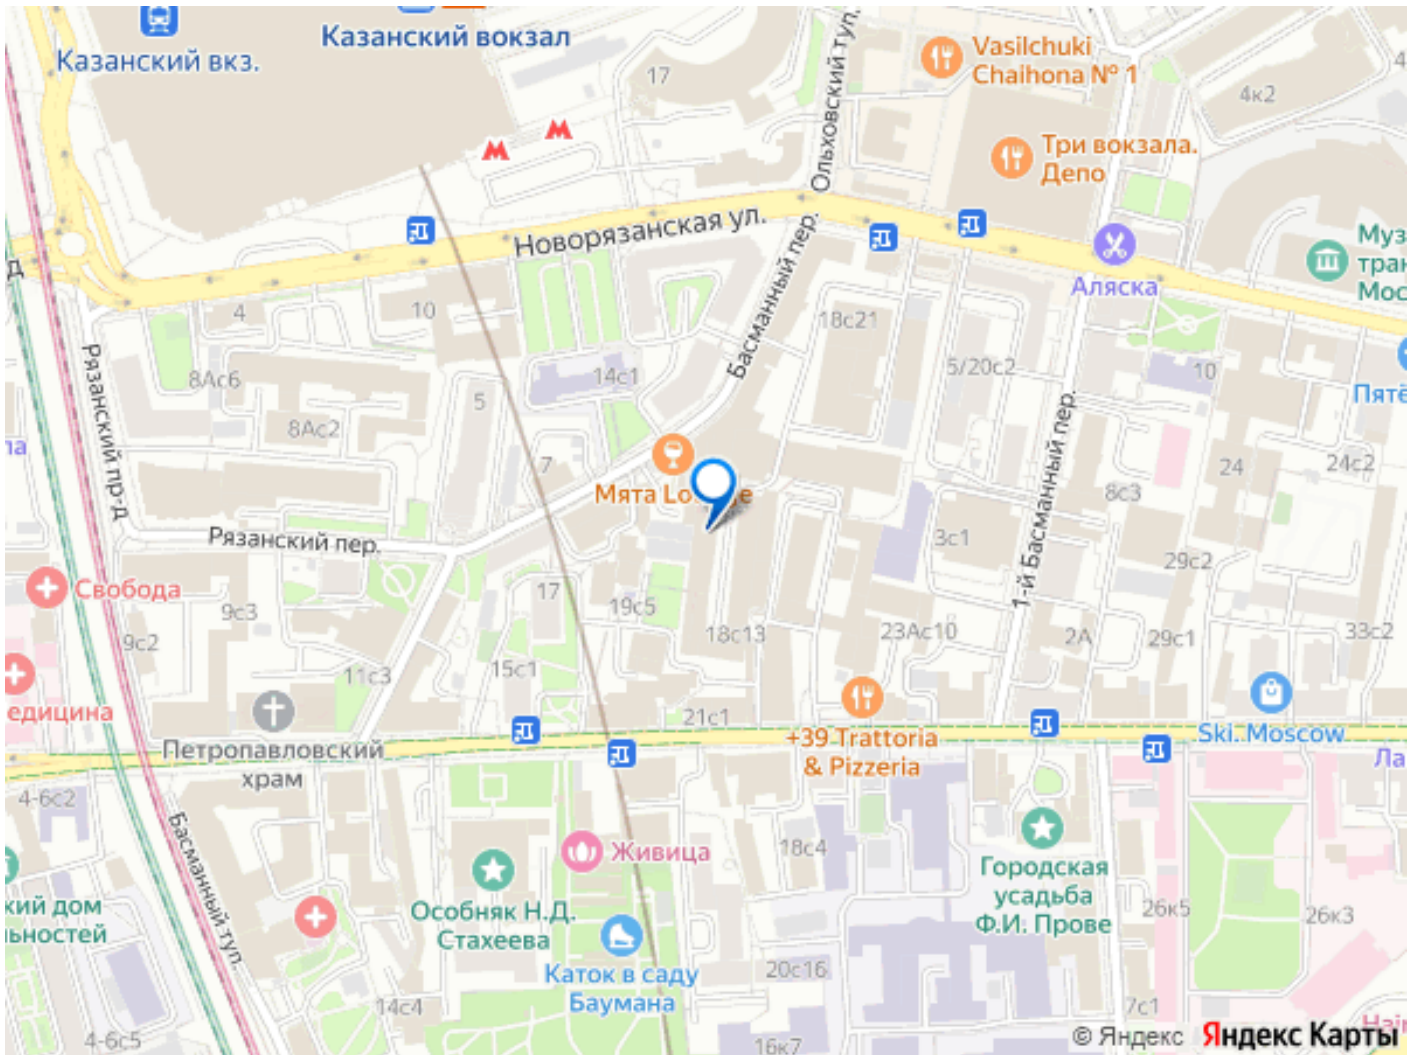 Казанский вокзал
Казанский вкз.
Ольховский туп.
Vasilchuki
Chaihona № 1
17
4к2
4
Три вокзала.
Депо
Новорязанская ул.
Муз
тран
Мос
д
Аляска
4
10
Басманный пер.
18с21
5/20с2
10
Пятё
8Ас6
14с1
5
8Ас2
Рязанский пр-д
ла
7
Мята Lo
е
1-й Басманный пер.
24
24с2
8с3
Рязанский пер.
3с1
29с2
Свобода
17
19с5
9с3
9с2
18с13
23Ас10
2А
29с1
33с2
11с3
15с1
едицина
21с1
Петропавловский
храм
+39 Trattoria
& Pizzeria
Ski.Moscow
Ла
4-6с2
Басманный туп.
Живица
18с4
Городская
усадьба
Ф.И. Прове
кий дом
ьностей
Особняк Н.Д.
Стахеева
26к5
26к3
Каток в саду
Баумана
20с16
14с4
7с1
4-6с5
16к7
Hair
© Яндекс
Яндекс Карты